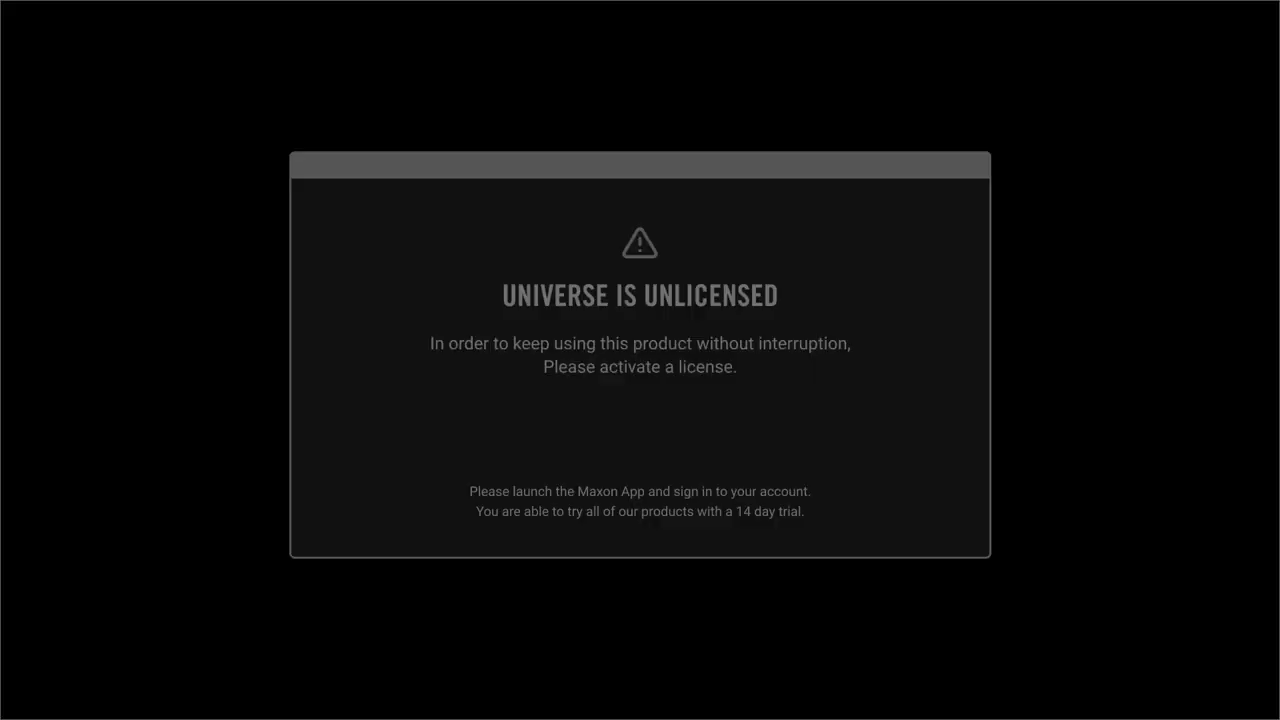 UNIVERSE IS UNLICENSED
In order to keep using this product without interruption,
Please activate a license.
Please launch the Maxon App and sign in to your account.
You are able to try all of our products with a 14 day trial.